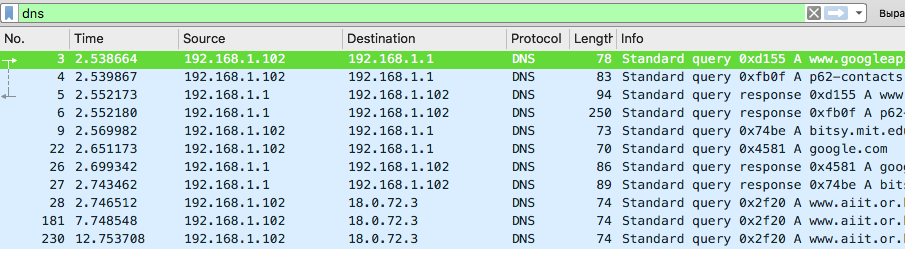 dns Выра
No. Time Source Destination Protocol Length Info
3 2.538664 192.168.1.102 192.168.1.1 DNS 78 Standard query 0xd155 A www.googleap
4 2.539867 192.168.1.102 192.168.1.1 DNS 83 Standard query 0xfb0f A p62-contacts
5 2.552173 192.168.1.1 192.168.1.102 DNS 94 Standard query response 0xd155 A www.
6 2.552180 192.168.1.1 192.168.1.102 DNS 250 Standard query response 0xfb0f A p62-
9 2.569982 192.168.1.102 192.168.1.1 DNS 73 Standard query 0x74be A bitsy.mit.ed
22 2.651173 192.168.1.102 192.168.1.1 DNS 70 Standard query 0x4581 A google.com
26 2.699342 192.168.1.1 192.168.1.102 DNS 86 Standard query response 0x4581 A goo
27 2.743462 192.168.1.1 192.168.1.102 DNS 89 Standard query response 0x74be A bits
28 2.746512 192.168.1.102 18.0.72.3 DNS 74 Standard query 0x2f20 A www.aiit.or.
181 7.748548 192.168.1.102 18.0.72.3 DNS 74 Standard query 0x2f20 A www.aiit.or.
230 12.753708 192.168.1.102 18.0.72.3 DNS 74 Standard query 0x2f20 A www.aiit.or.